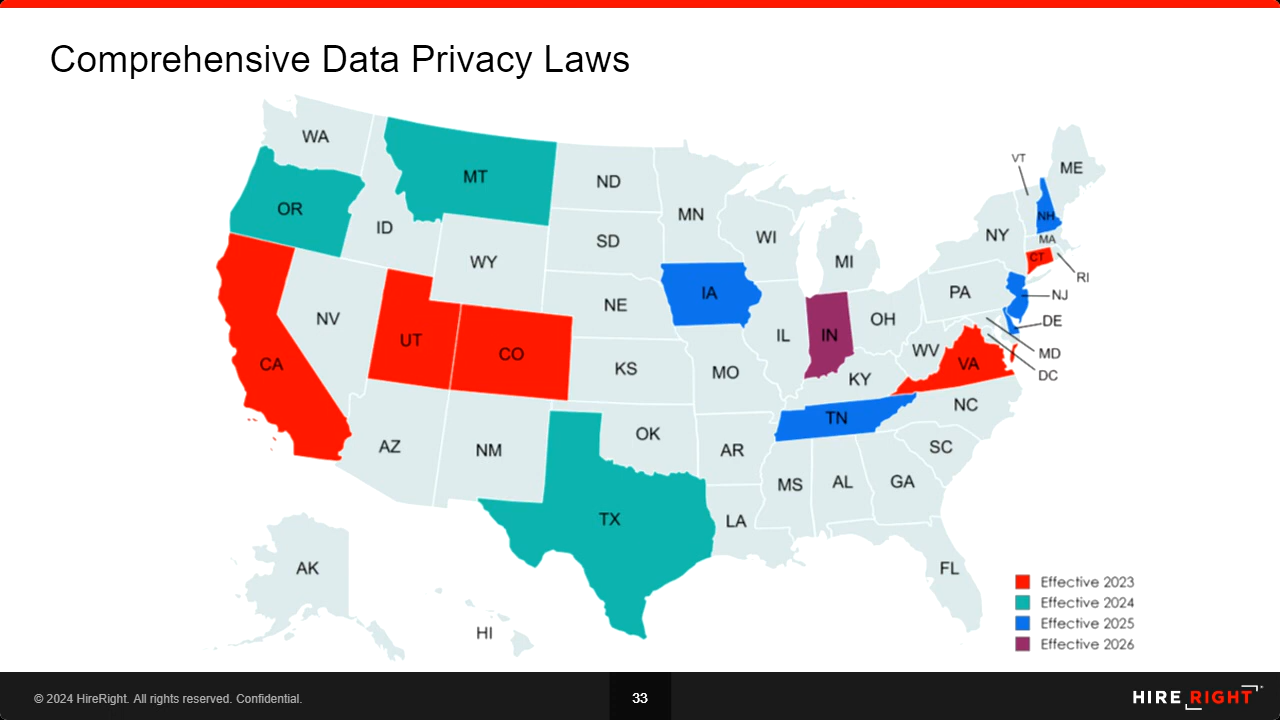 Comprehensive Data Privacy Laws
WA
MT
ND
MN
VT
ME
OR
ID
SD
WI
NY
NH
MA
WY
MI
CT
RI
NE
IA
PA
NJ
NV
UT
CO
IL
IN
OH
DE
CA
KS
MO
WV
VA
MD
DC
KY
NC
TN
AZ
NM
OK
AR
SC
MS
AL
GA
TX
LA
AK
FL
HI
Effective 2023
Effective 2024
Effective 2025
Effective 2026
© 2024 HireRight. All rights reserved. Confidential.
33
HIRE RIGHT